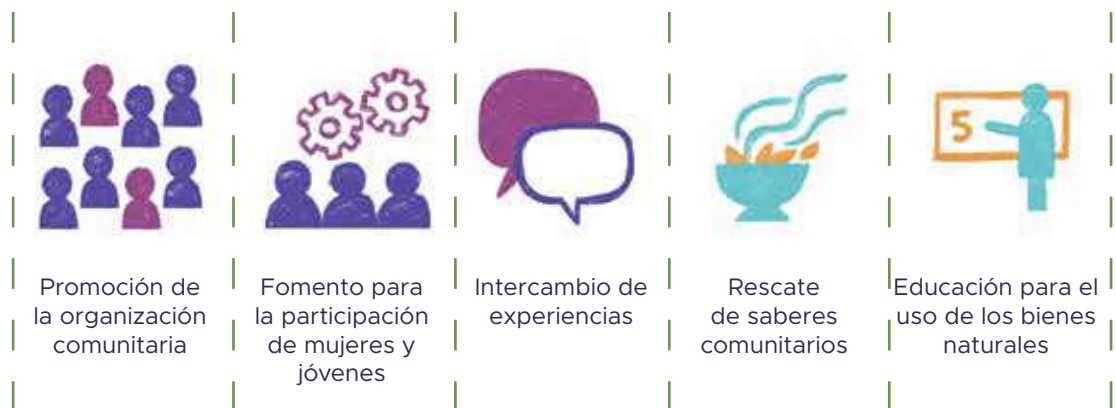 5
Promoción de
la organización
comunitaria
Fomento para
la participación
de mujeres y
jóvenes
Intercambio de
experiencias
Rescate
de saberes
comunitarios
Educación para el
uso de los bienes
naturales